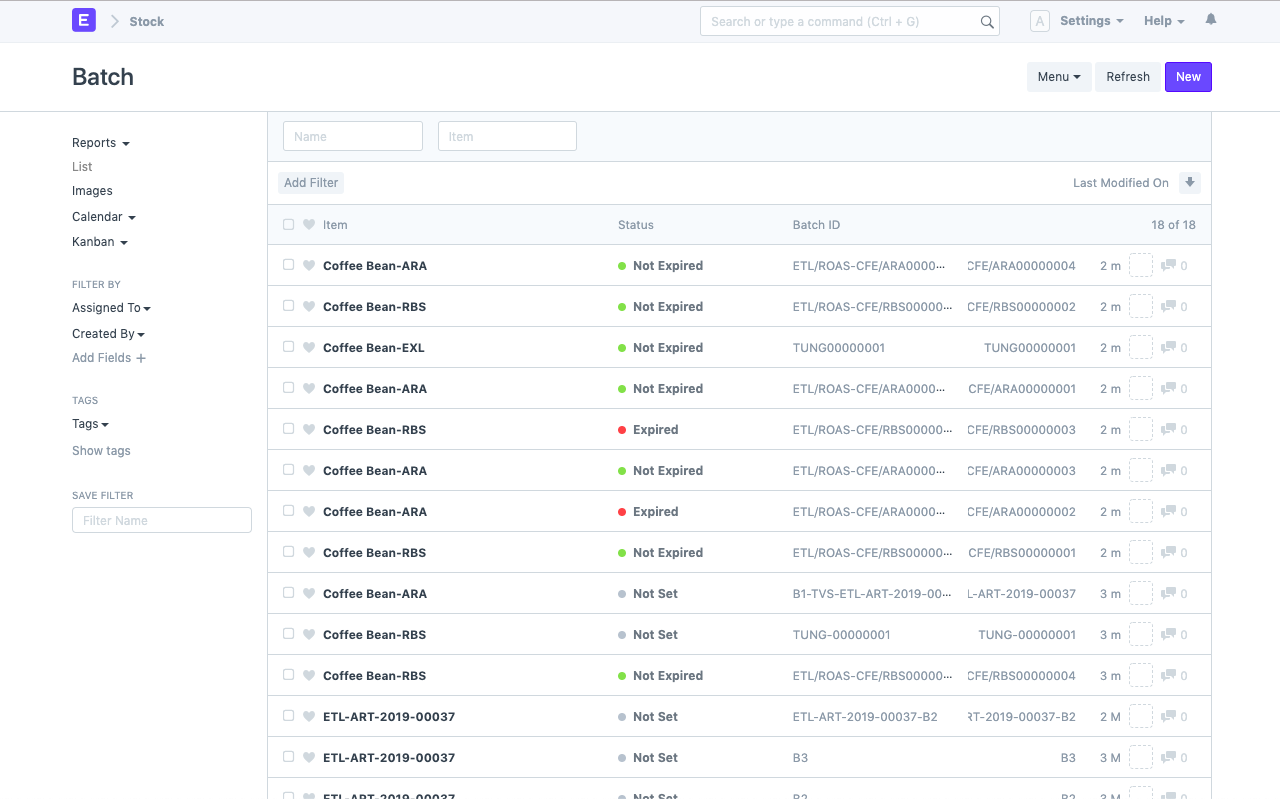 E Stock Search or type a command (Ctrl + G) A Settings Help
Batch Menu Refresh New
Reports
List
Images
Calendar
Kanban
FILTER BY
Assigned To
Created By
Add Fields +
TAGS
Tags
Show tags
SAVE FILTER
Filter Name
Name Item
Add Filter Last Modified On
Item Status Batch ID 18 of 18
Coffee Bean-ARA Not Expired ETL/ROAS-CFE/ARA0000... CFE/ARA00000004 2 m 0
Coffee Bean-RBS Not Expired ETL/ROAS-CFE/RBS00000... CFE/RBS00000002 2 m 0
Coffee Bean-EXL Not Expired TUNG00000001 TUNG00000001 2 m 0
Coffee Bean-ARA Not Expired ETL/ROAS-CFE/ARA0000... CFE/ARA00000001 2 m 0
Coffee Bean-RBS Expired ETL/ROAS-CFE/RBS00000... CFE/RBS00000003 2 m 0
Coffee Bean-ARA Not Expired ETL/ROAS-CFE/ARA0000... CFE/ARA00000003 2 m 0
Coffee Bean-ARA Expired ETL/ROAS-CFE/ARA0000... CFE/ARA00000002 2 m 0
Coffee Bean-RBS Not Expired ETL/ROAS-CFE/RBS00000... CFE/RBS00000001 2 m 0
Coffee Bean-ARA Not Set B1-TVS-ETL-ART-2019-00... L-ART-2019-00037 3 m 0
Coffee Bean-RBS Not Set TUNG-00000001 TUNG-00000001 3 m 0
Coffee Bean-RBS Not Expired ETL/ROAS-CFE/RBS00000... CFE/RBS00000004 3 m 0
ETL-ART-2019-00037 Not Set ETL-ART-2019-00037-B2 RT-2019-00037-B2 2 M 0
ETL-ART-2019-00037 Not Set B3 B3 3 M 0
ETL-ART-2019-00037 Not Set B2 B2 3 M 0